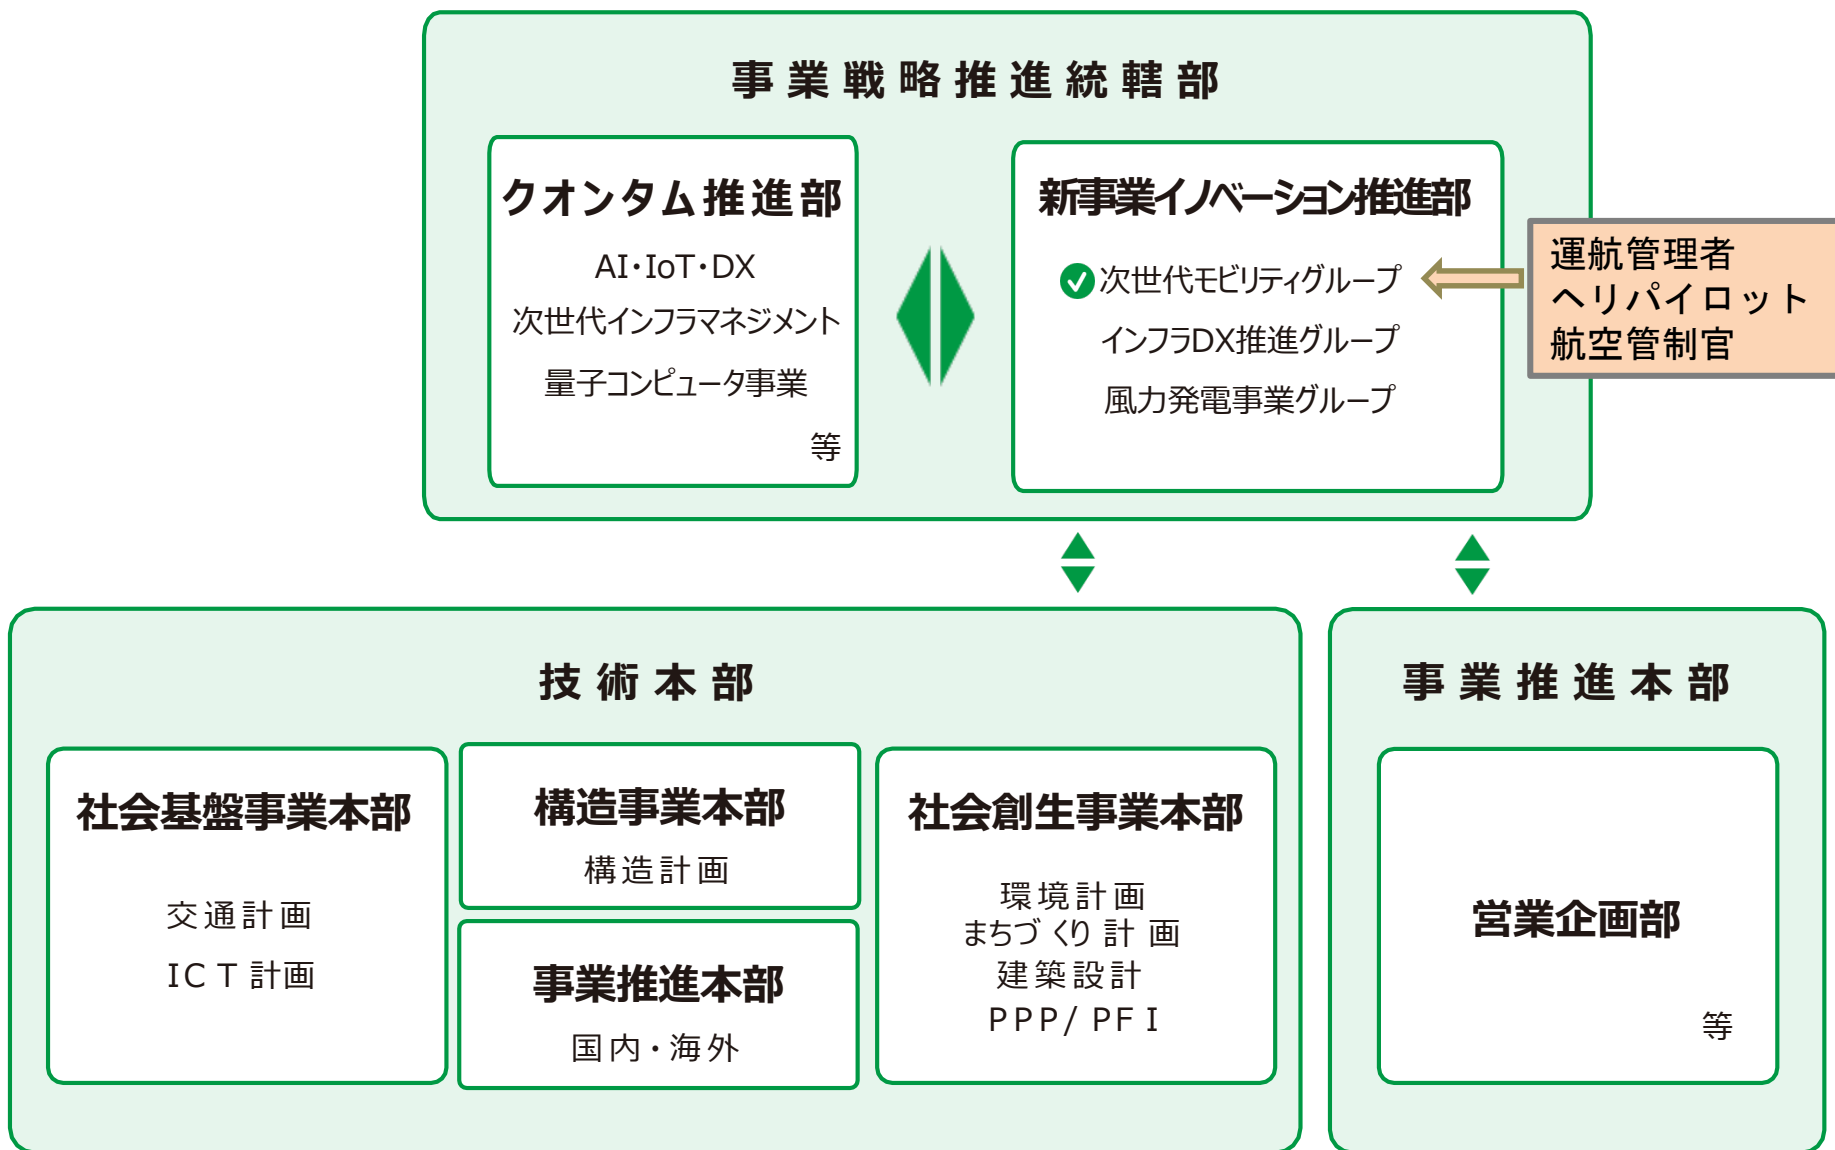 事業戦略推進統轄部
クオンタム推進部
AI・IoT・DX
次世代インフラマネジメント
量子コンピュータ事業
等
新事業イノベーション推進部
次世代モビリティグループ
インフラDX推進グループ
風力発電事業グループ
運航管理者
ヘリパイロット
航空管制官
技術本部
社会基盤事業本部
交通計画
ICT計画
構造事業本部
構造計画
事業推進本部
国内・海外
社会創生事業本部
環境計画
まちづくり計画
建築設計
PPP/PFI
事業推進本部
営業企画部
等